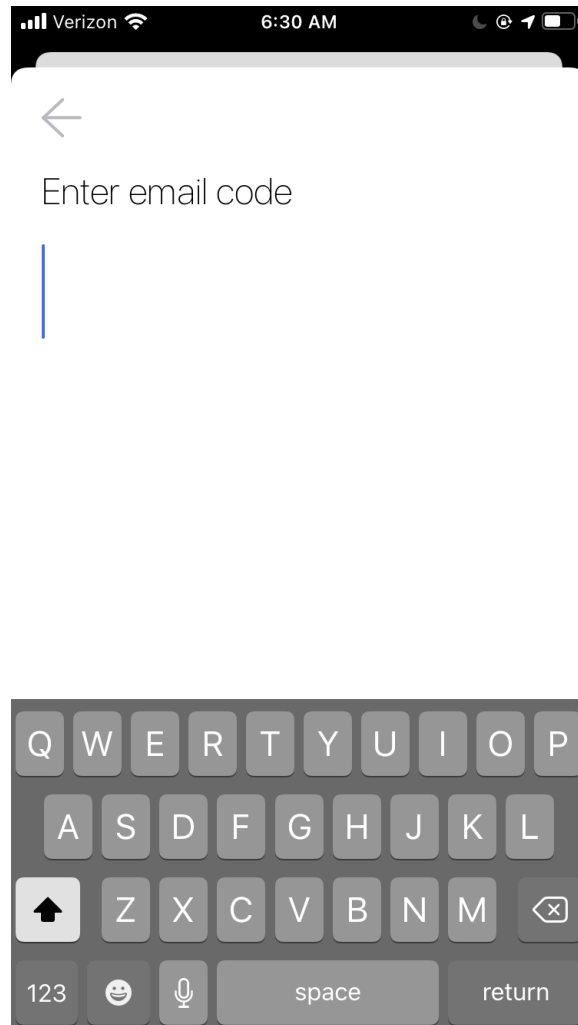 Verizon 6:30 AM
Enter email code
Q W E R T Y U I O P
A S D F G H J K L
Z X C V B N M
123 space return